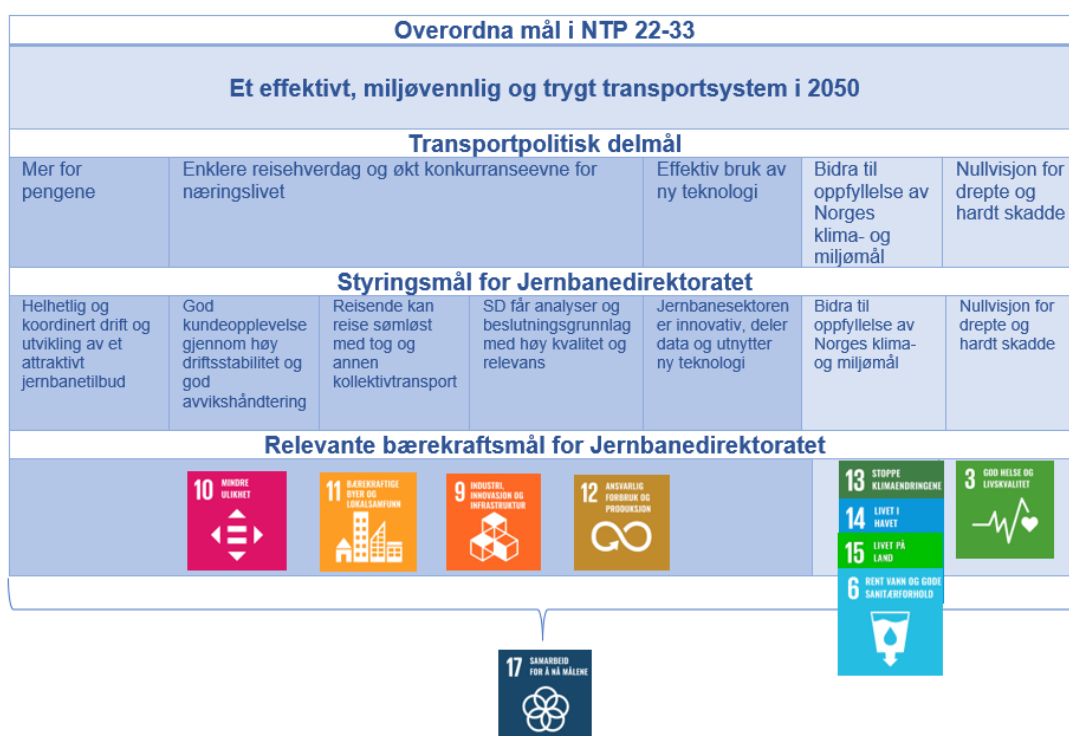 Overordna mål i NTP 22-33
Et effektivt, miljøvennlig og trygt transportsystem i 2050
Transportpolitisk delmål
Mer for
pengene
Enklere reisehverdag og økt konkurranseevne for
næringslivet
Effektiv bruk av
ny teknologi
Bidra til
oppfyllelse av
Norges
klima- og
miljømål
Nullvisjon for
drepte og
hardt skadde
Styringsmål for Jernbanedirektoratet
Helhetlig og
koordinert drift og
utvikling av et
attraktivt
jernbanetilbud
God
kundeopplevelse
gjennom høy
driftsstabilitet og
god
avvikshåndtering
Reisende kan
reise sømløst
med tog og
annen
kollektivtransport
SD får analyser og
beslutningsgrunnlag
med høy kvalitet og
relevans
Jernbanesektoren
er innovativ, deler
data og utnytter
ny teknologi
Bidra til
oppfyllelse av
Norges klima-
og miljømål
Nullvisjon for
drepte og
hardt skadde
Relevante bærekraftsmål for Jernbanedirektoratet
10 MINDRE
ULIKHET
11 BÆREKRAFTIGE
BYER OG
LOKALSAMFUNN
9 INDUSTRI,
INNOVASJON OG
INFRASTRUKTUR
12 ANSVARLIG
FORBRUK OG
PRODUKSJON
13 STOPPE
KLIMAENDRINGENE
14 LIVET I
HAVET
15 LIVET PÅ
LAND
6 RENT VANN OG GODE
SANITÆRFORHOLD
3 GOD HELSE OG
LIVSKVALITET
17 SAMARBEID
FOR Å NÅ MÅLENE